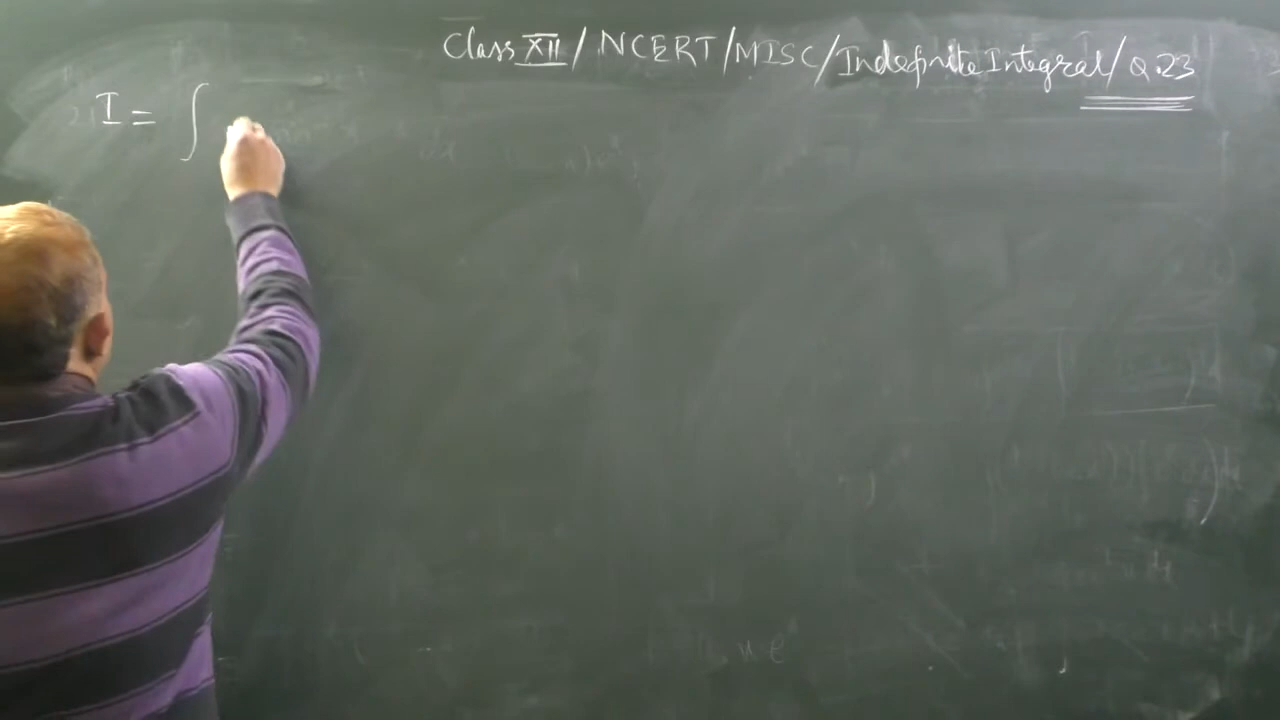 Class XII / NCERT / MISC / Indefinite Integral / Q.23
I = ∫